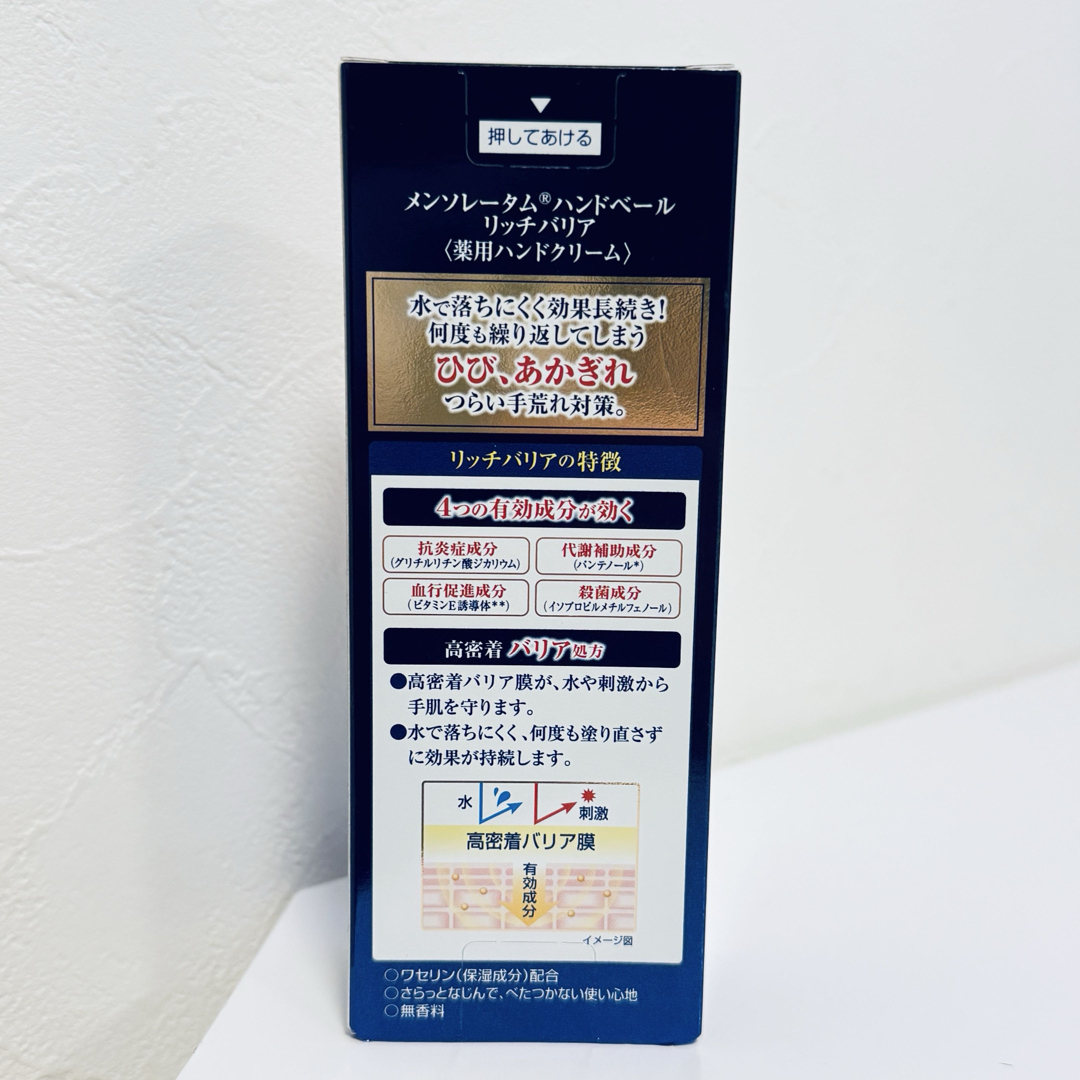 押してあける
メンソレータム®ハンドベール
リッチバリア
〈薬用ハンドクリーム〉
水で落ちにくく効果長続き!
何度も繰り返してしまう
ひび、あかぎれ
つらい手荒れ対策。
リッチバリアの特徴
4つの有効成分が効く
抗炎症成分
(グリチルリチン酸ジカリウム)
代謝補助成分
(パンテノール*)
血行促進成分
(ビタミンE誘導体**)
殺菌成分
(イソプロピルメチルフェノール)
高密着バリア処方
●高密着バリア膜が、水や刺激から
手肌を守ります。
●水で落ちにくく、何度も塗り直さず
に効果が持続します。
水
刺激
高密着バリア膜
有効成分
イメージ図
○ワセリン(保湿成分)配合
○さらっとなじんで、べたつかない使い心地
○無香料